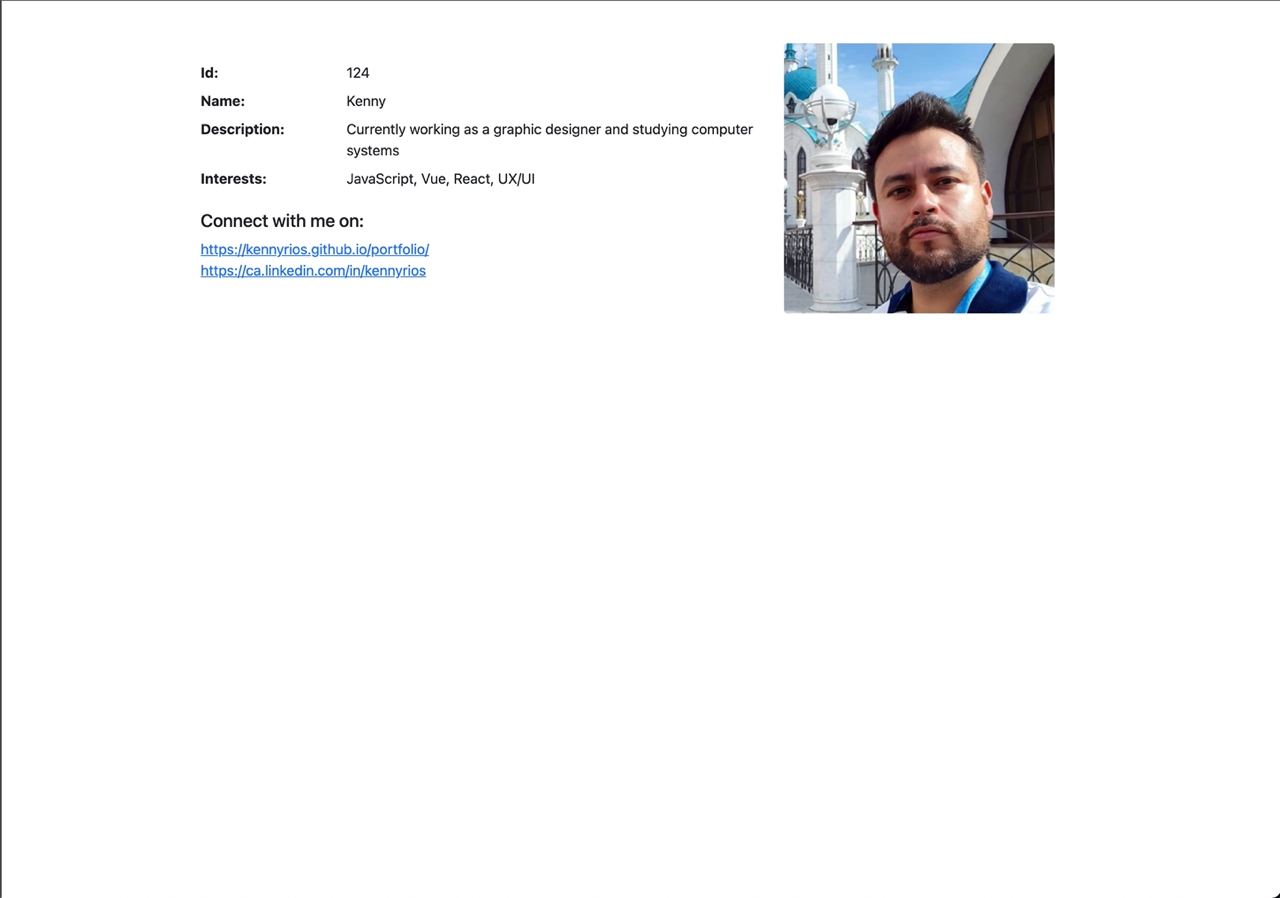 Id: 124
Name: Kenny
Description: Currently working as a graphic designer and studying computer
systems
Interests: JavaScript, Vue, React, UX/UI
Connect with me on:
https://kennyrios.github.io/portfolio/
https://ca.linkedin.com/in/kennyrios